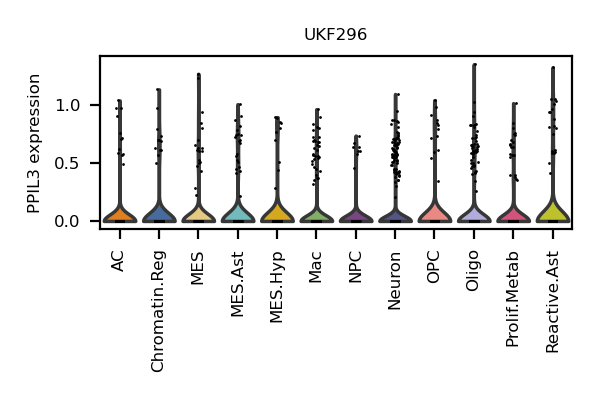 UKF296
PPIL3 expression
1.0
0.5
0.0
AC
Chromatin.Reg
MES
MES.Ast
MES.Hyp
Mac
NPC
Neuron
OPC
Oligo
Prolif.Metab
Reactive.Ast